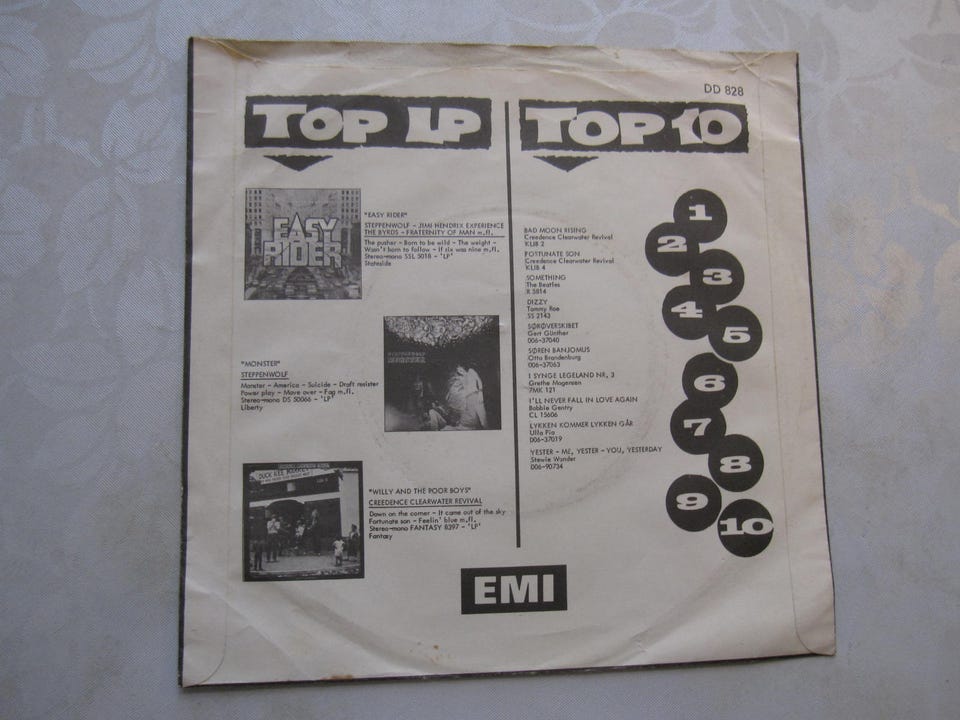 DD 828
TOP LP
EASY
RIDER
"EASY RIDER"
STEPPENWOLF - JIMI HENDRIX EXPERIENCE
THE BYRDS - FRATERNITY OF MAN m.fl.
The pusher - Born to be wild - The weight -
Wasn't born to follow - If six was nine m.fl.
Stereo-mono SSL 5018 - 'LP'
Stateside
"MONSTER"
STEPPENWOLF
Monster - America - Suicide - Draft resister
Power play - Move over - Fag m.fl.
Stereo-mono DS 50066 - 'LP'
Liberty
STEPPENWOLF
MONSTER
DUCK KEE MARKET
"WILLY AND THE POOR BOYS"
CREEDENCE CLEARWATER REVIVAL
Down on the corner - It came out of the sky
Fortunate son - Feelin' blue m.fl.
Stereo-mono FANTASY 8397 - 'LP'
Fantasy
TOP 10
BAD MOON RISING
Creedence Clearwater Revival
KLIB 2
FORTUNATE SON
Creedence Clearwater Revival
KLIB 4
SOMETHING
The Beatles
R 5814
DIZZY
Tommy Roe
SS 2143
SØRØVERSKIBET
Gert Günther
006-37040
SØREN BANJOMUS
Otto Brandenburg
006-37063
I SYNGE LEGELAND NR. 3
Grethe Mogensen
7MK 121
I'LL NEVER FALL IN LOVE AGAIN
Bobbie Gentry
CL 15606
LYKKEN KOMMER LYKKEN GÅR
Ulla Pia
006-37019
YESTER - ME, YESTER - YOU, YESTERDAY
Stewie Wonder
006-90734
1
2
3
4
5
6
7
8
9
10
EMI